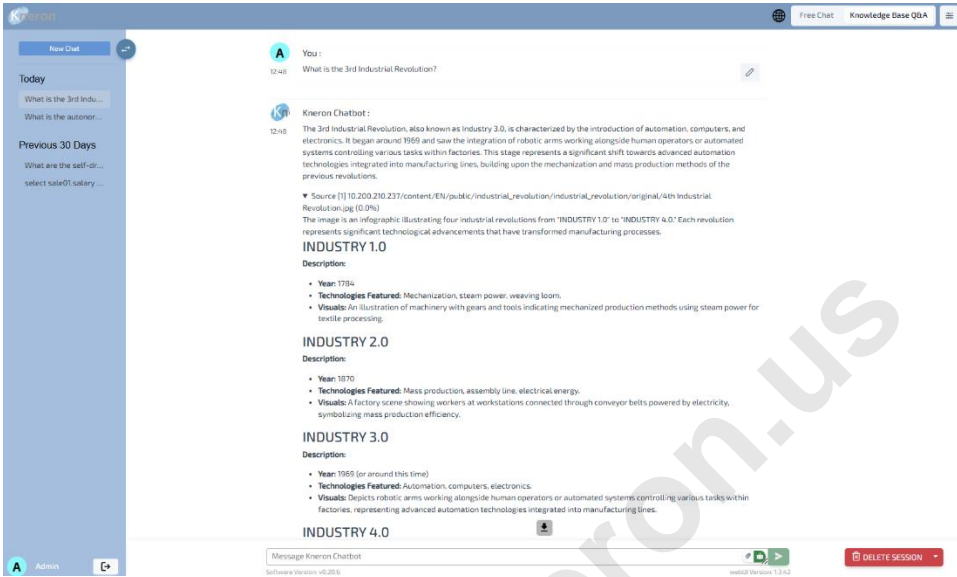 Kneron
Free Chat
Knowledge Base Q&A
New Chat
Today
What is the 3rd Indu...
What is the autonor...
Previous 30 Days
What are the self-dr...
select sale01.salary ...
A
You :
12:48
What is the 3rd Industrial Revolution?
Kn
Kneron Chatbot :
12:48
The 3rd Industrial Revolution, also known as Industry 3.0, is characterized by the introduction of automation, computers, and
electronics. It began around 1969 and saw the integration of robotic arms working alongside human operators or automated
systems controlling various tasks within factories. This stage represents a significant shift towards advanced automation
technologies integrated into manufacturing lines, building upon the mechanization and mass production methods of the
previous revolutions.
▼ Source [1] 10.200.210.237/content/EN/public/industrial_revolution/industrial_revolution/original/4th Industrial
Revolution.jpg (0.0%)
The image is an infographic illustrating four industrial revolutions from "INDUSTRY 1.0" to "INDUSTRY 4.0." Each revolution
represents significant technological advancements that have transformed manufacturing processes.
INDUSTRY 1.0
Description:
• Year: 1784
• Technologies Featured: Mechanization, steam power, weaving loom.
• Visuals: An illustration of machinery with gears and tools indicating mechanized production methods using steam power for
textile processing.
INDUSTRY 2.0
Description:
• Year: 1870
• Technologies Featured: Mass production, assembly line, electrical energy.
• Visuals: A factory scene showing workers at workstations connected through conveyor belts powered by electricity,
symbolizing mass production efficiency.
INDUSTRY 3.0
Description:
• Year: 1969 (or around this time)
• Technologies Featured: Automation, computers, electronics.
• Visuals: Depicts robotic arms working alongside human operators or automated systems controlling various tasks within
factories, representing advanced automation technologies integrated into manufacturing lines.
INDUSTRY 4.0
A
Admin
Message Kneron Chatbot
DELETE SESSION
Software Version: v0.20.6
webUI Version: 1.3.42
eron.us